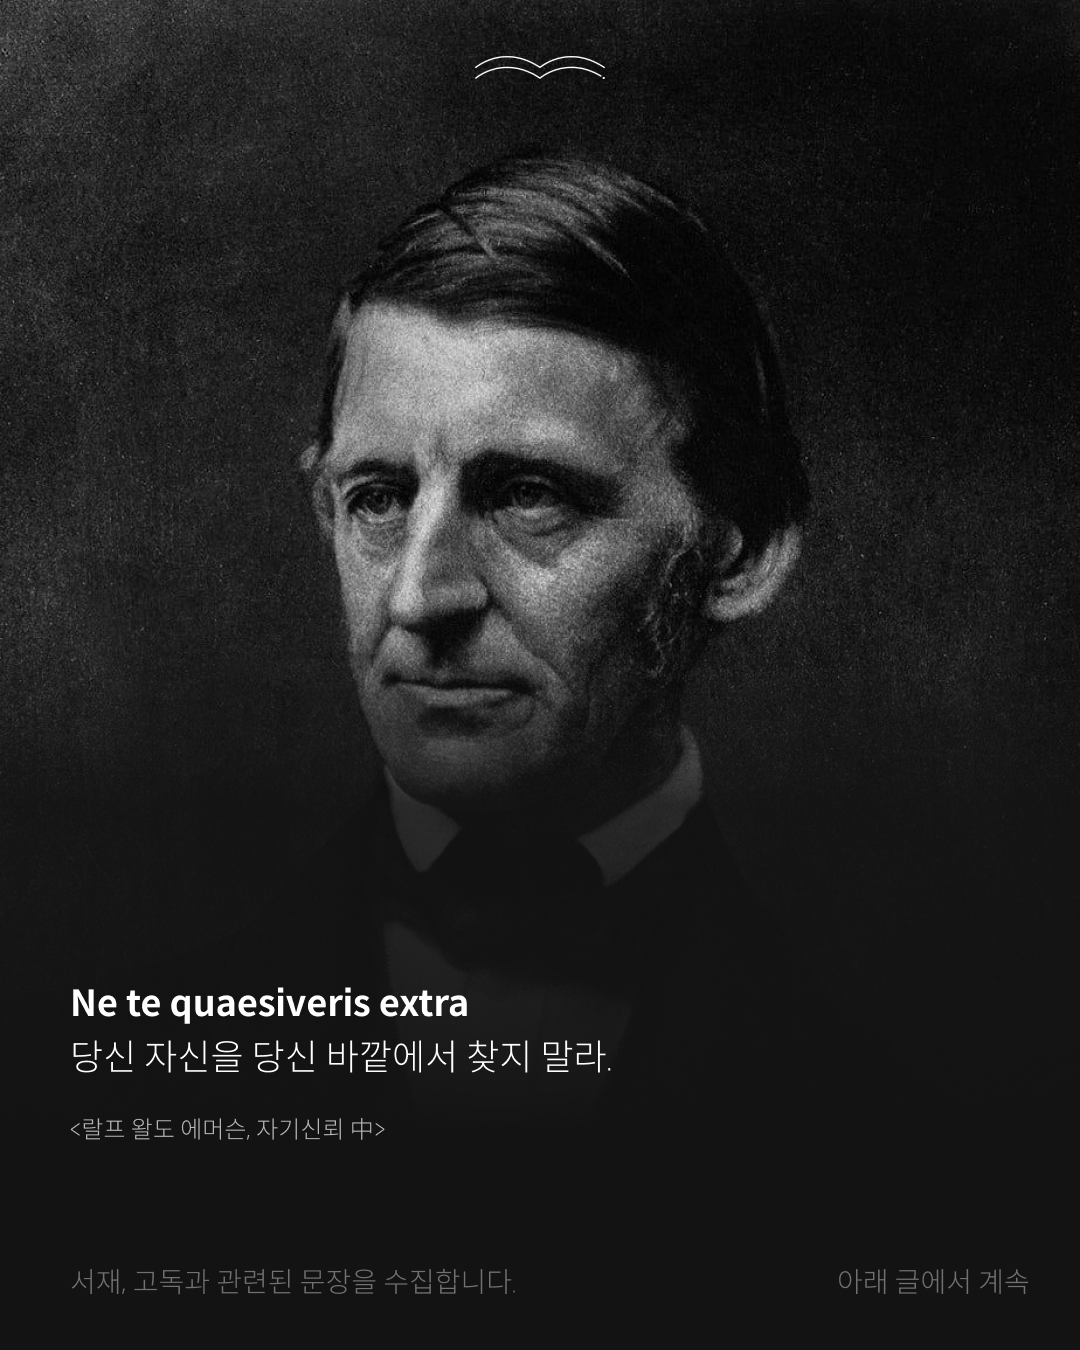 Ne te quaesiveris extra
당신 자신을 당신 바깥에서 찾지 말라.
<랄프 왈도 에머슨, 자기신뢰 中>
서재, 고독과 관련된 문장을 수집합니다.
아래 글에서 계속